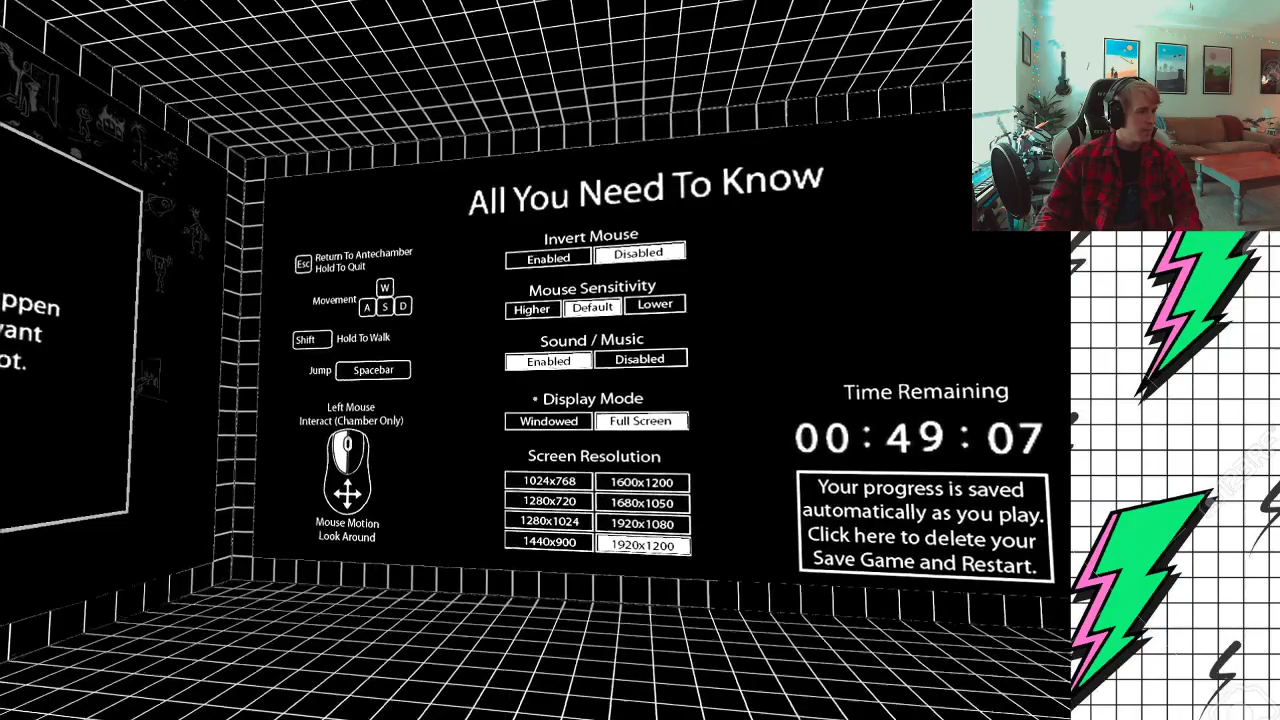 ppen
ant
ot.
All You Need To Know
Esc
Return To Antechamber
Hold To Quit
Movement
W
A S D
Shift
Hold To Walk
Jump
Spacebar
Left Mouse
Interact (Chamber Only)
Mouse Motion
Look Around
Invert Mouse
Enabled Disabled
Mouse Sensitivity
Higher Default Lower
Sound / Music
Enabled Disabled
* Display Mode
Windowed Full Screen
Screen Resolution
1024x768 1600x1200
1280x720 1680x1050
1280x1024 1920x1080
1440x900 1920x1200
Time Remaining
00 : 49 : 07
Your progress is saved
automatically as you play.
Click here to delete your
Save Game and Restart.